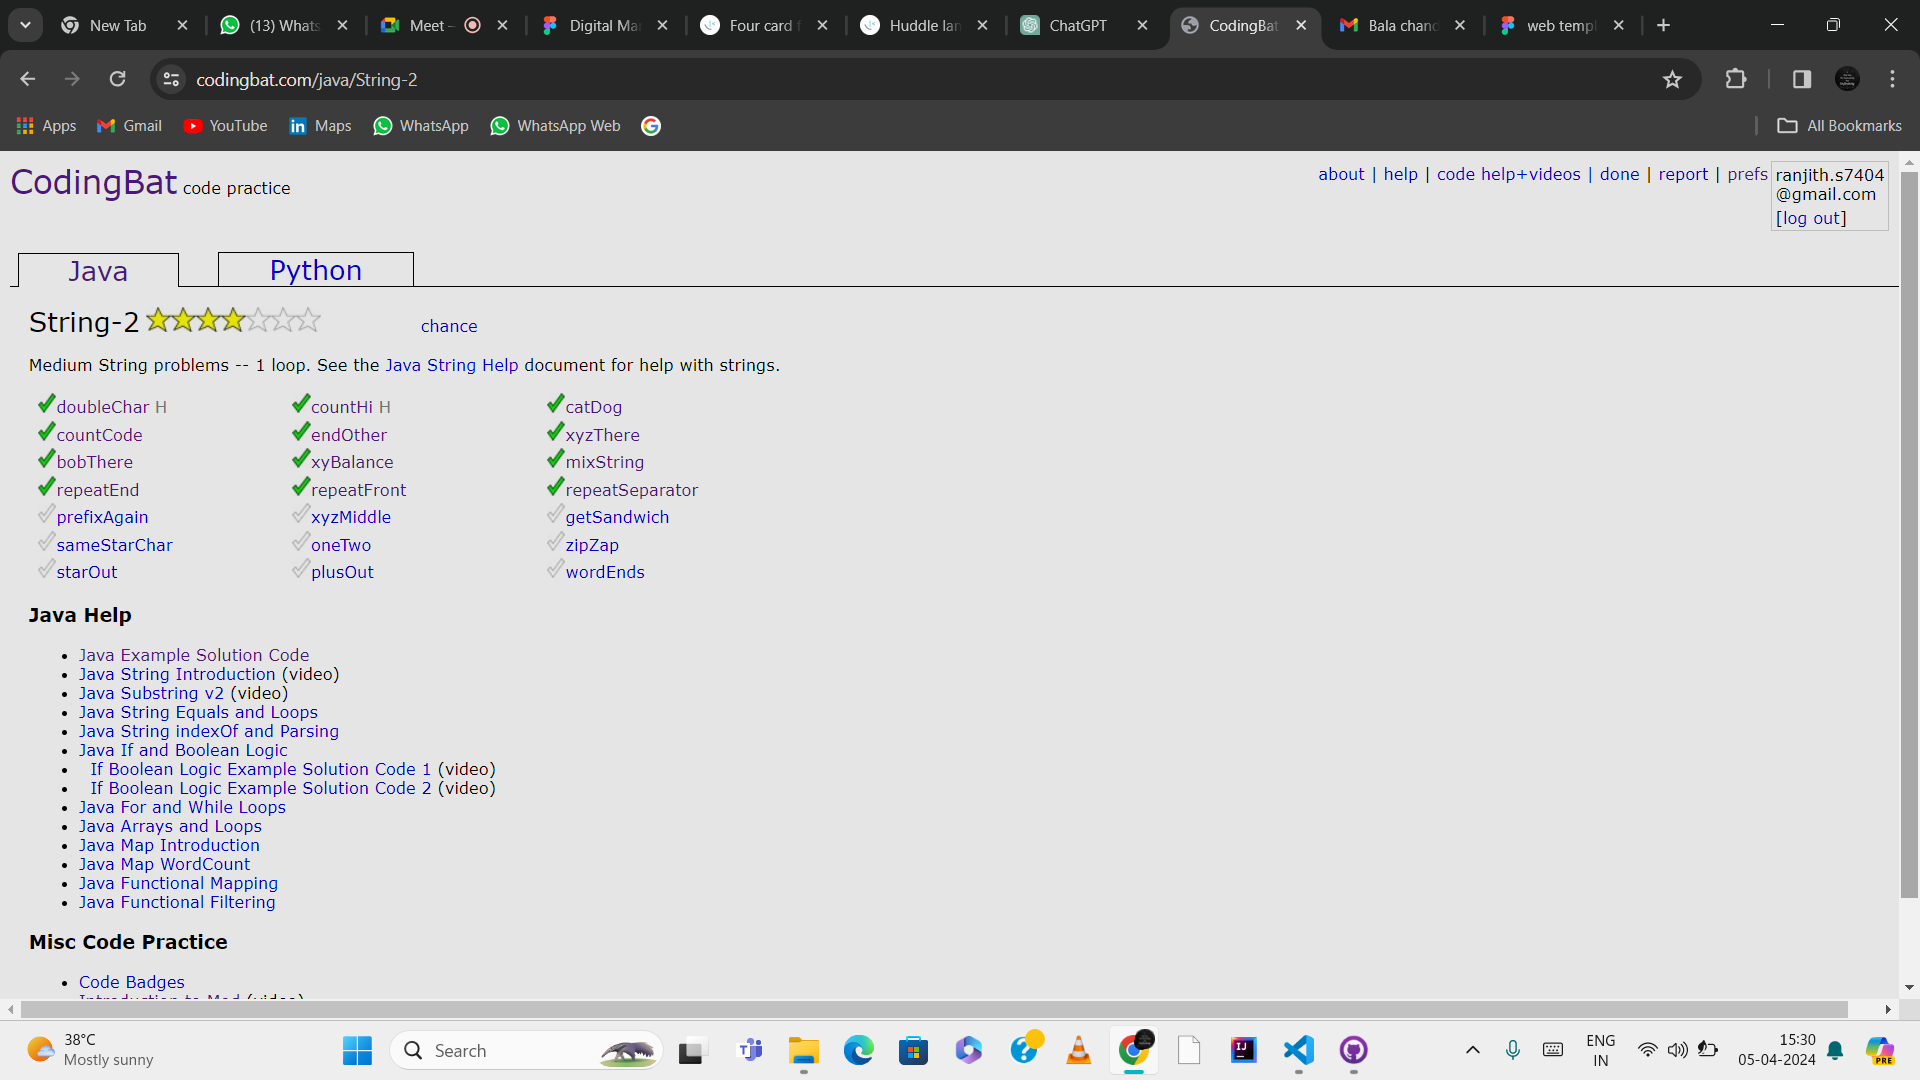 New Tab
(13) Whats
Meet -
Digital Ma
Four card f
Huddle lan
ChatGPT
CodingBat
Bala chand
web templ
codingbat.com/java/String-2
Apps
Gmail
YouTube
Maps
WhatsApp
WhatsApp Web
All Bookmarks
CodingBat code practice
about | help | code help+videos | done | report | prefs
ranjith.s7404
@gmail.com
[log out]
Java
Python
String-2
chance
Medium String problems -- 1 loop. See the Java String Help document for help with strings.
doubleChar H
countHi H
catDog
countCode
endOther
xyzThere
bobThere
xyBalance
mixString
repeatEnd
repeatFront
repeatSeparator
prefixAgain
xyzMiddle
getSandwich
sameStarChar
oneTwo
zipZap
starOut
plusOut
wordEnds
Java Help
Java Example Solution Code
Java String Introduction (video)
Java Substring v2 (video)
Java String Equals and Loops
Java String indexOf and Parsing
Java If and Boolean Logic
If Boolean Logic Example Solution Code 1 (video)
If Boolean Logic Example Solution Code 2 (video)
Java For and While Loops
Java Arrays and Loops
Java Map Introduction
Java Map WordCount
Java Functional Mapping
Java Functional Filtering
Misc Code Practice
Code Badges
Introduction to Mod (video)
38°C
Mostly sunny
Search
ENG
IN
15:30
05-04-2024
PRE